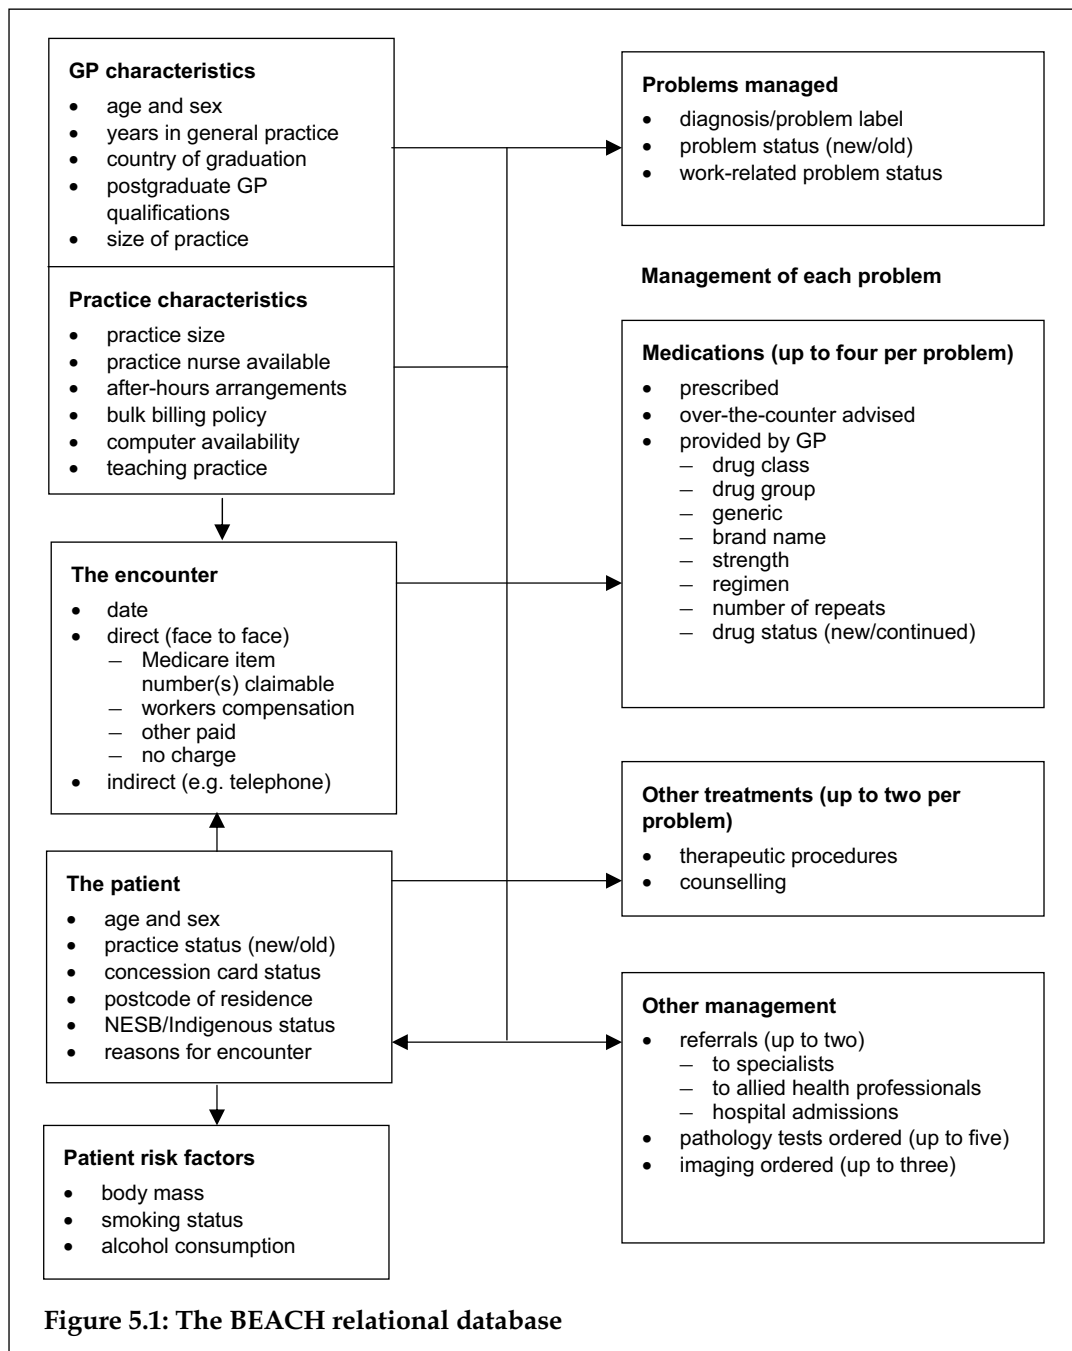 GP characteristics
• age and sex
• years in general practice
• country of graduation
• postgraduate GP
qualifications
• size of practice
Practice characteristics
• practice size
• practice nurse available
• after-hours arrangements
• bulk billing policy
• computer availability
• teaching practice
The encounter
• date
• direct (face to face)
– Medicare item
number(s) claimable
– workers compensation
– other paid
– no charge
• indirect (e.g. telephone)
The patient
• age and sex
• practice status (new/old)
• concession card status
• postcode of residence
• NESB/Indigenous status
• reasons for encounter
Patient risk factors
• body mass
• smoking status
• alcohol consumption
Problems managed
• diagnosis/problem label
• problem status (new/old)
• work-related problem status
Management of each problem
Medications (up to four per problem)
• prescribed
• over-the-counter advised
• provided by GP
– drug class
– drug group
– generic
– brand name
– strength
– regimen
– number of repeats
– drug status (new/continued)
Other treatments (up to two per
problem)
• therapeutic procedures
• counselling
Other management
• referrals (up to two)
– to specialists
– to allied health professionals
– hospital admissions
• pathology tests ordered (up to five)
• imaging ordered (up to three)
Figure 5.1: The BEACH relational database